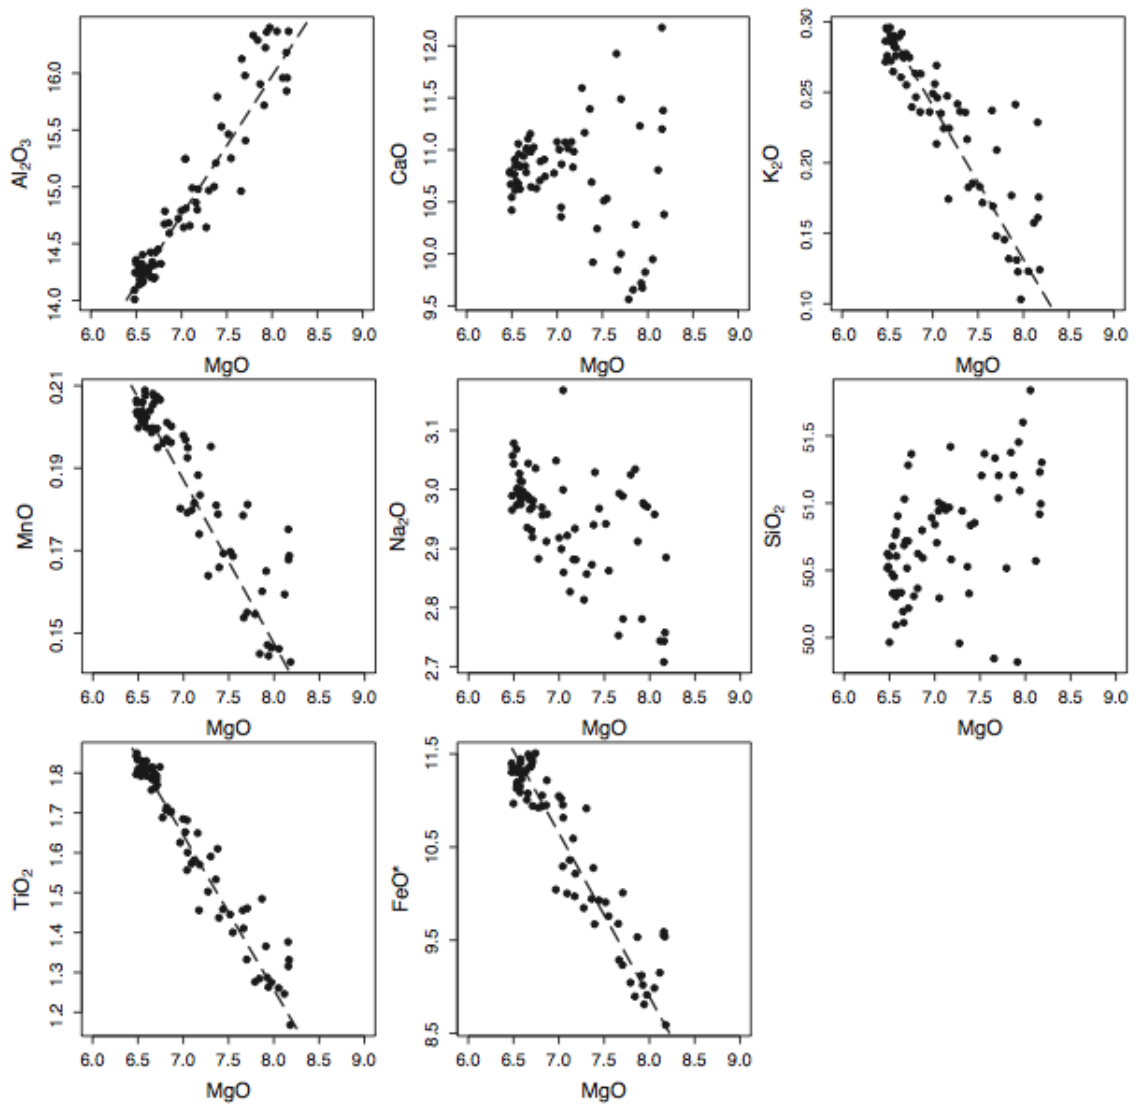 Al2O3
14.0 14.5 15.0 15.5 16.0
6.0 6.5 7.0 7.5 8.0 8.5 9.0
MgO
CaO
9.5 10.0 10.5 11.0 11.5 12.0
6.0 6.5 7.0 7.5 8.0 8.5 9.0
MgO
K2O
0.10 0.15 0.20 0.25 0.30
6.0 6.5 7.0 7.5 8.0 8.5 9.0
MgO
MnO
0.15 0.17 0.19 0.21
6.0 6.5 7.0 7.5 8.0 8.5 9.0
MgO
Na2O
2.7 2.8 2.9 3.0 3.1
6.0 6.5 7.0 7.5 8.0 8.5 9.0
MgO
SiO2
50.0 50.5 51.0 51.5
6.0 6.5 7.0 7.5 8.0 8.5 9.0
MgO
TiO2
1.2 1.3 1.4 1.5 1.6 1.7 1.8
6.0 6.5 7.0 7.5 8.0 8.5 9.0
MgO
FeO*
8.5 9.5 10.5 11.5
6.0 6.5 7.0 7.5 8.0 8.5 9.0
MgO